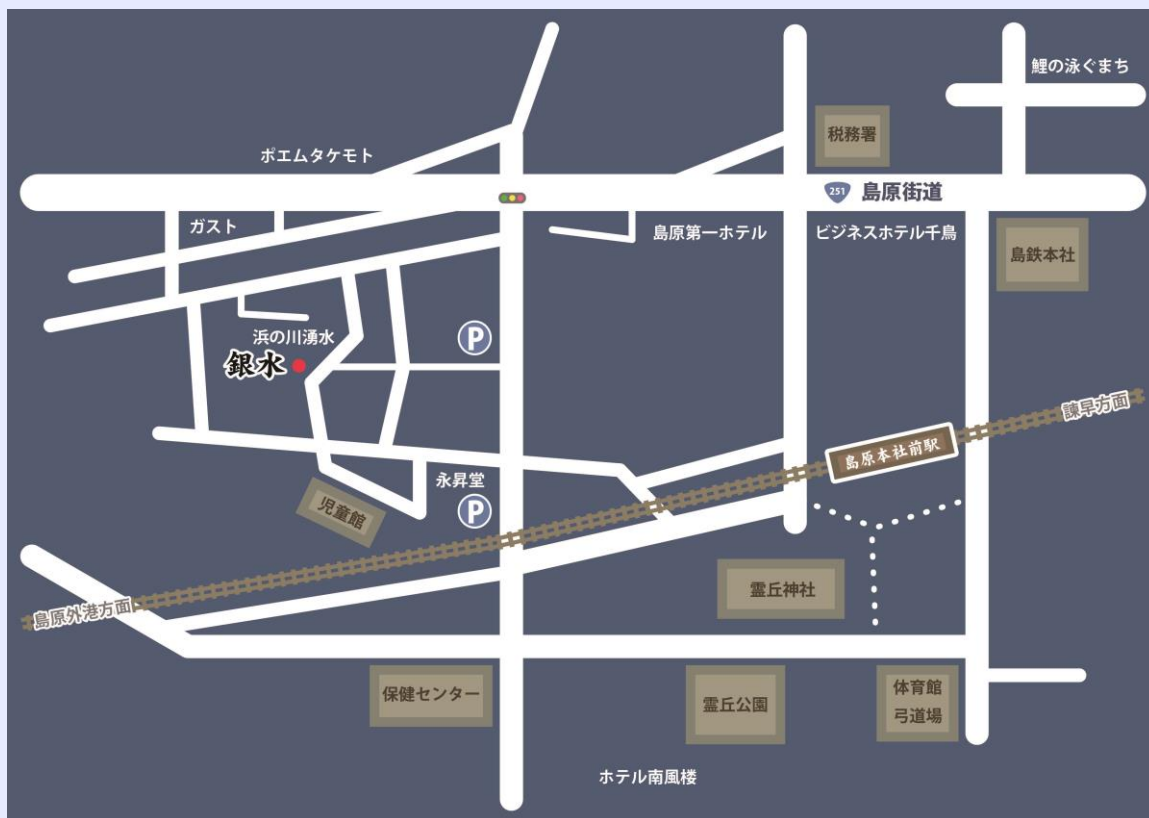 鯉の泳ぐまち
税務署
ポエムタケモト
251 島原街道
ガスト
島原第一ホテル
ビジネスホテル千鳥
島鉄本社
浜の川湧水
P
銀水
諫早方面
島原本社前駅
永昇堂
児童館
P
霊丘神社
島原外港方面
保健センター
霊丘公園
体育館
弓道場
ホテル南風楼